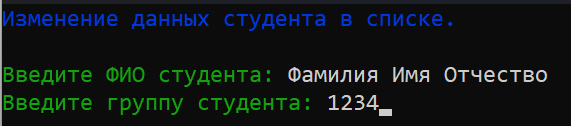 Изменение данных студента в списке.
Введите ФИО студента: Фамилия Имя Отчество
Введите группу студента: 1234